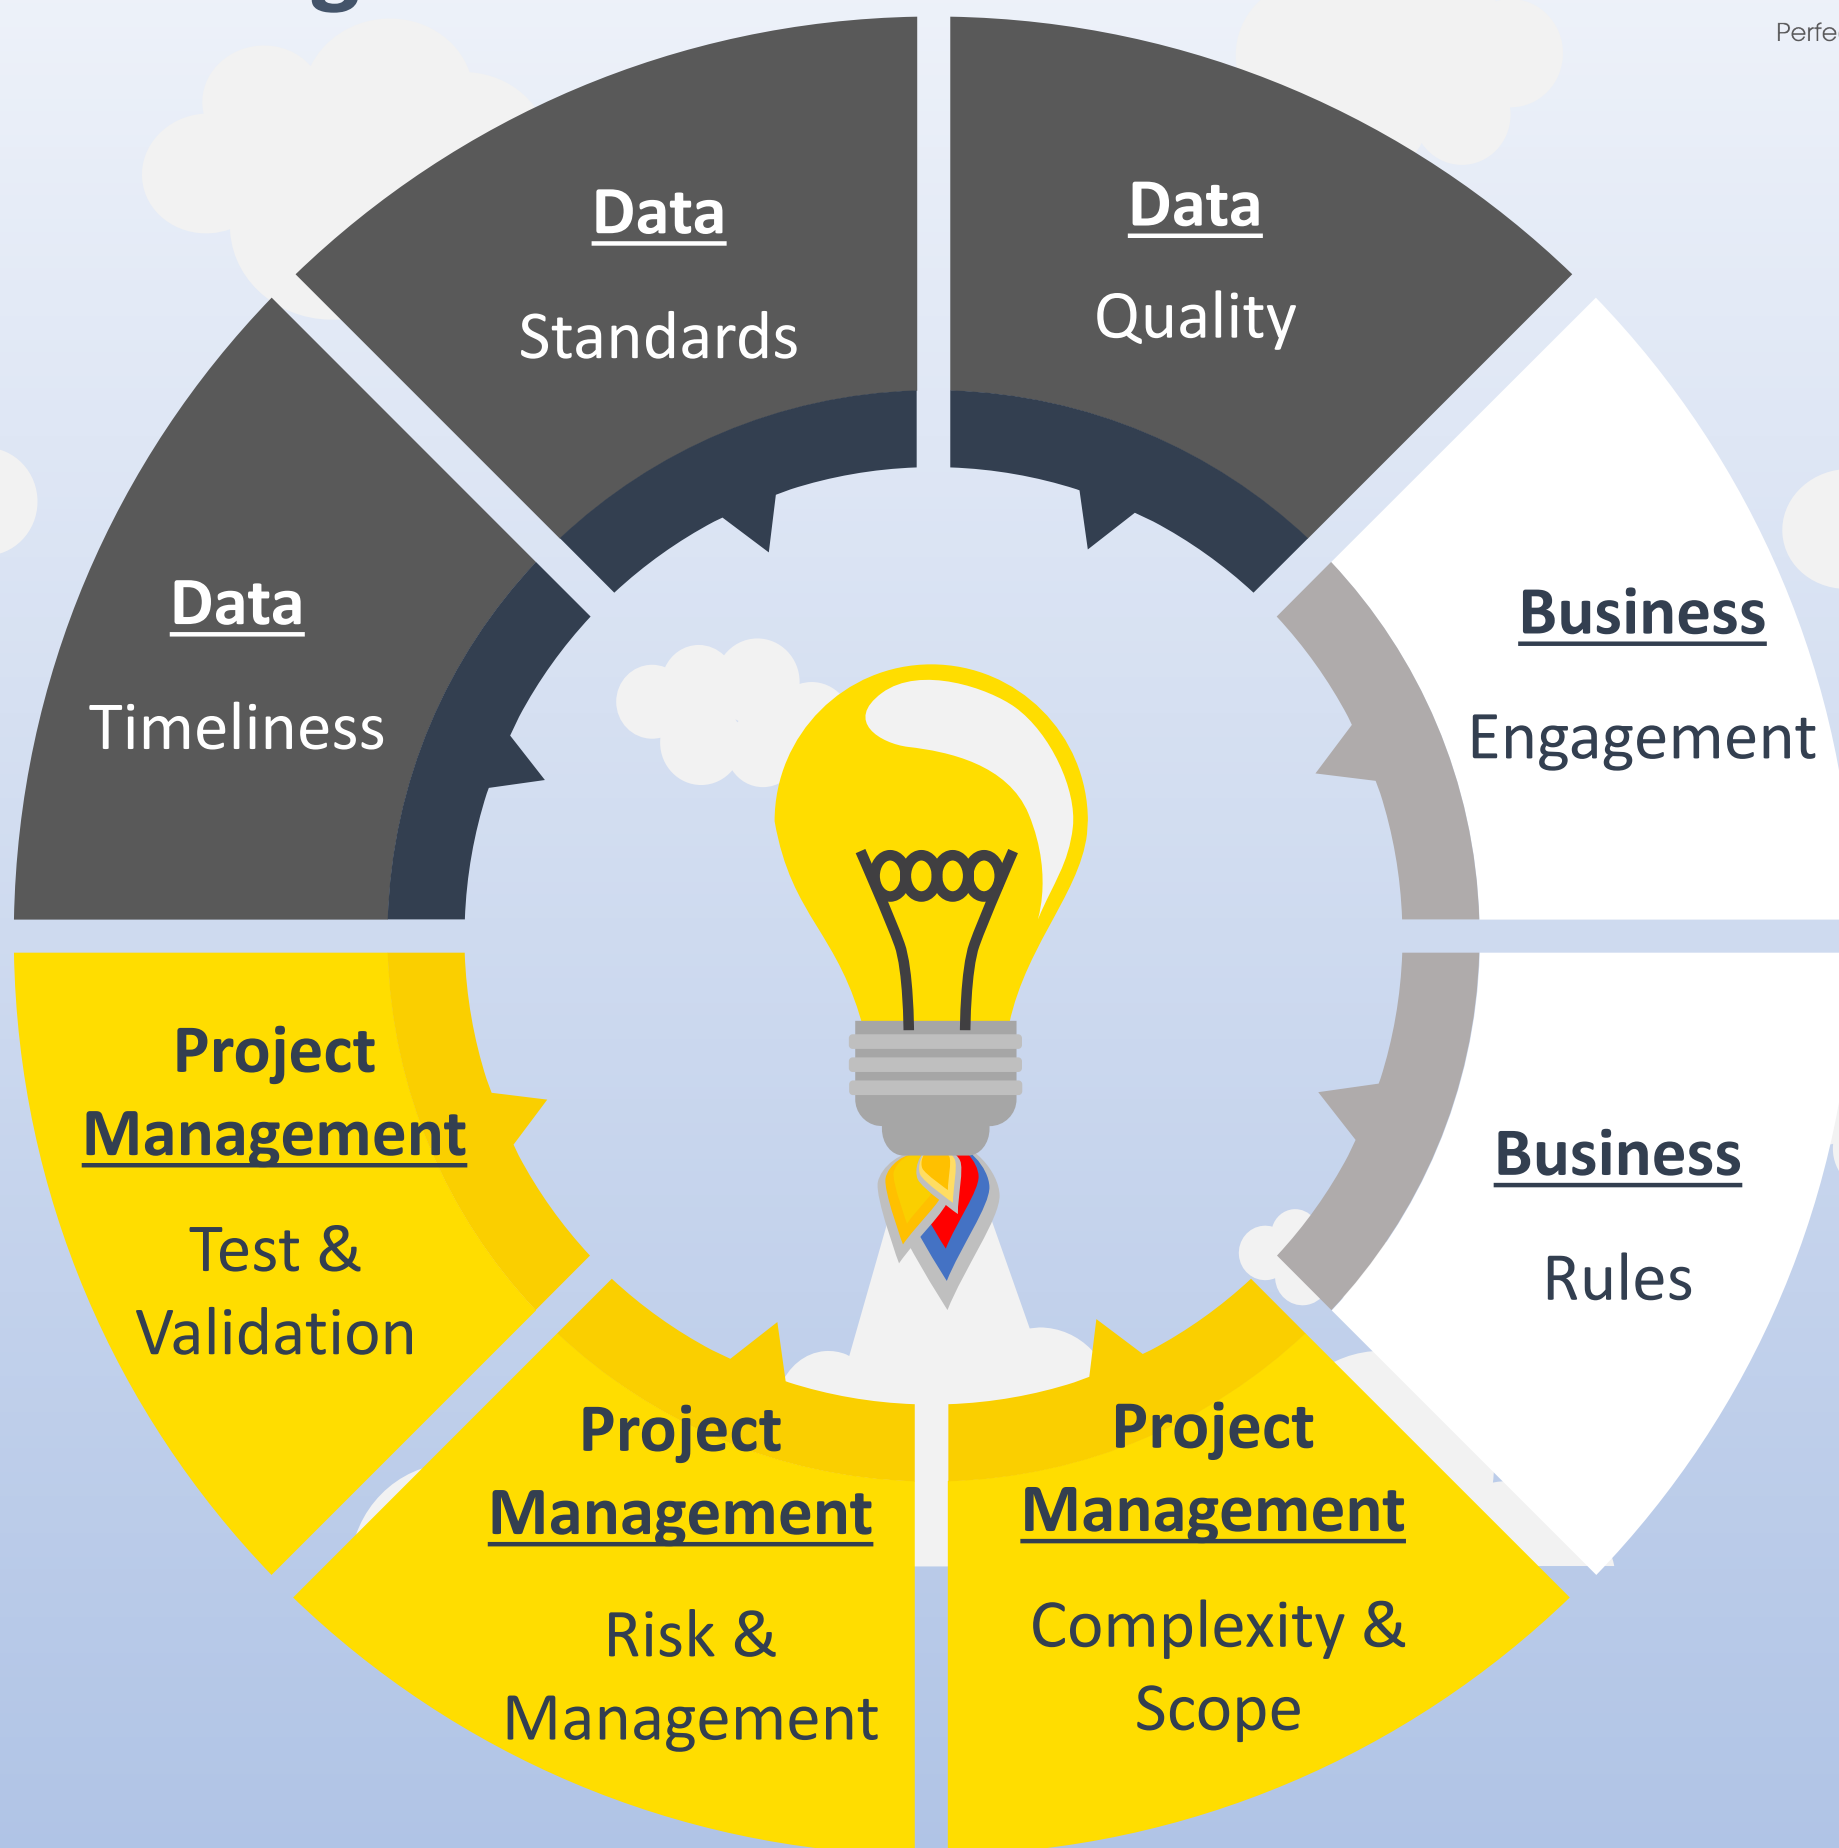 Data
Standards
Data
Quality
Data
Timeliness
Business
Engagement
Project
Management
Test &
Validation
Business
Rules
Project
Management
Risk &
Management
Project
Management
Complexity &
Scope